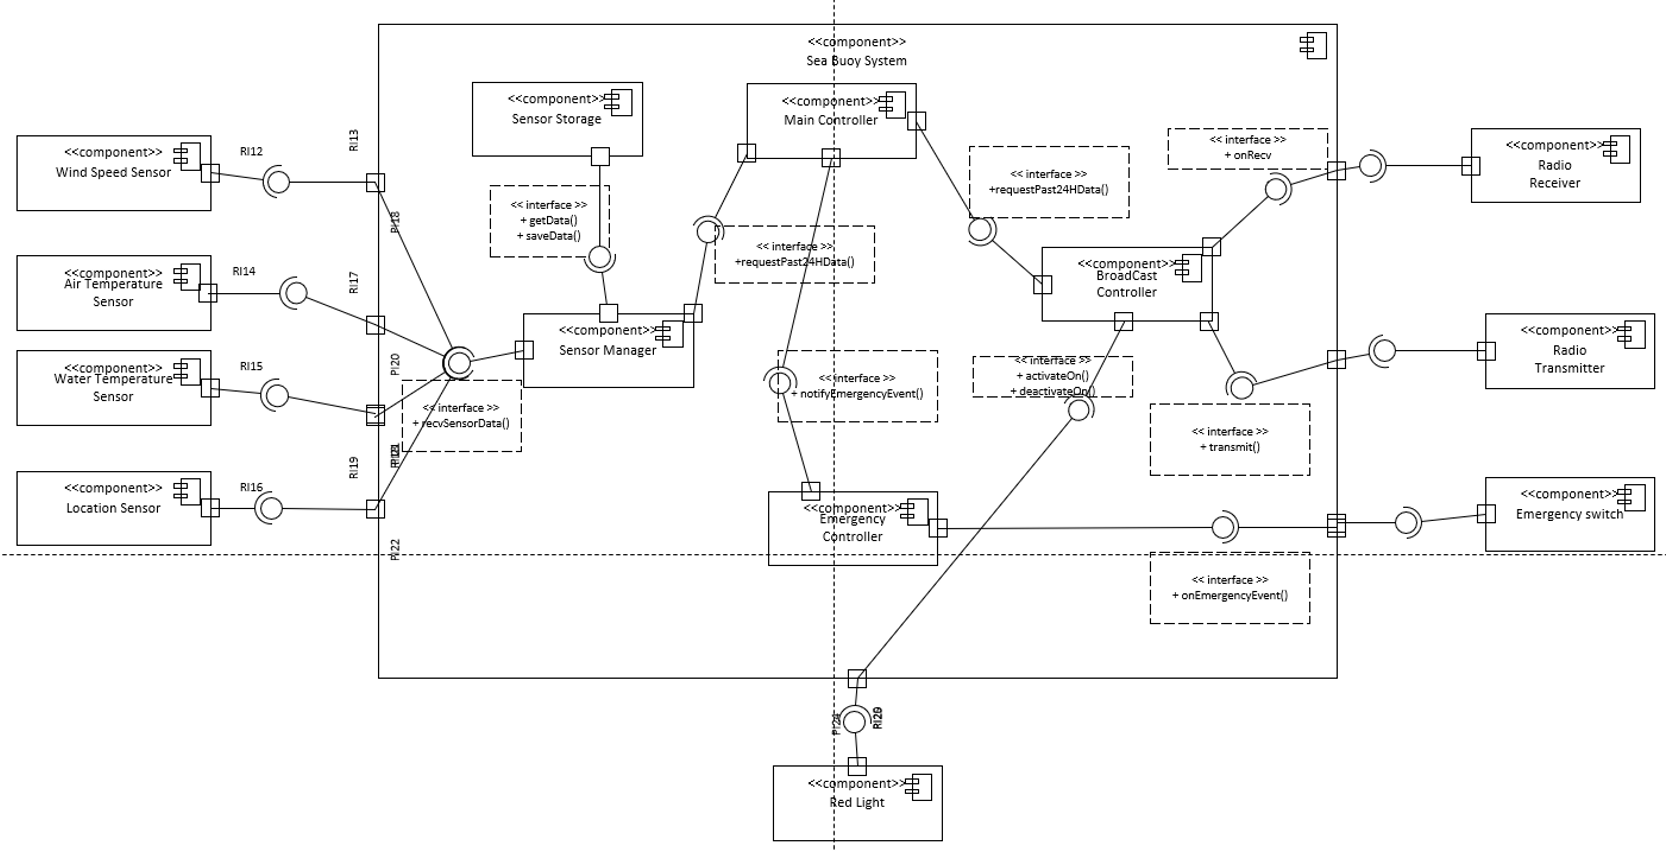 <<component>>
Sea Buoy System
<<component>>
Sensor Storage
<<component>>
Main Controller
<<component>>
Wind Speed Sensor
RI12
RI13
PI18
<< interface >>
+ getData()
+ saveData()
<< interface >>
+requestPast24HData()
<< interface >>
+requestPast24HData()
<< interface >>
+ onRecv
<<component>>
Radio
Receiver
<<component>>
Air Temperature
Sensor
RI14
RI17
<<component>>
BroadCast
Controller
<<component>>
Sensor Manager
<<component>>
Radio
Transmitter
<<component>>
Water Temperature
Sensor
RI15
PI20
<< interface >>
+ recvSensorData()
<< interface >>
+ notifyEmergencyEvent()
<< interface >>
+ activateOn()
+ deactivateOn()
<< interface >>
+ transmit()
<<component>>
Location Sensor
RI16
RI19
PI22
<<component>>
Emergency
Controller
<<component>>
Emergency switch
<< interface >>
+ onEmergencyEvent()
<<component>>
Red Light